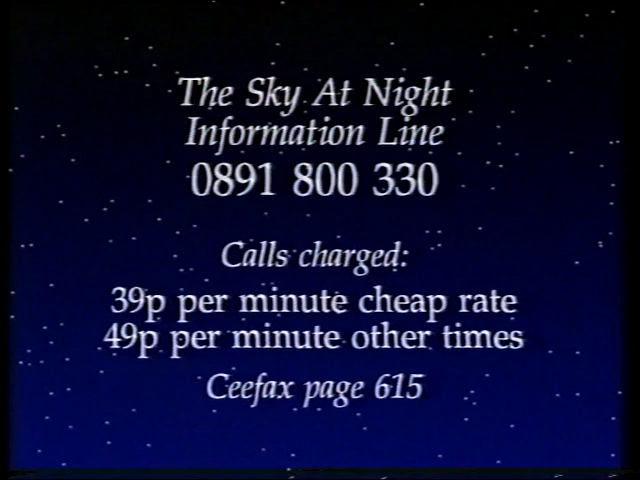 The Sky At Night
Information Line
0891 800 330
Calls charged:
39p per minute cheap rate
49p per minute other times
Ceefax page 615